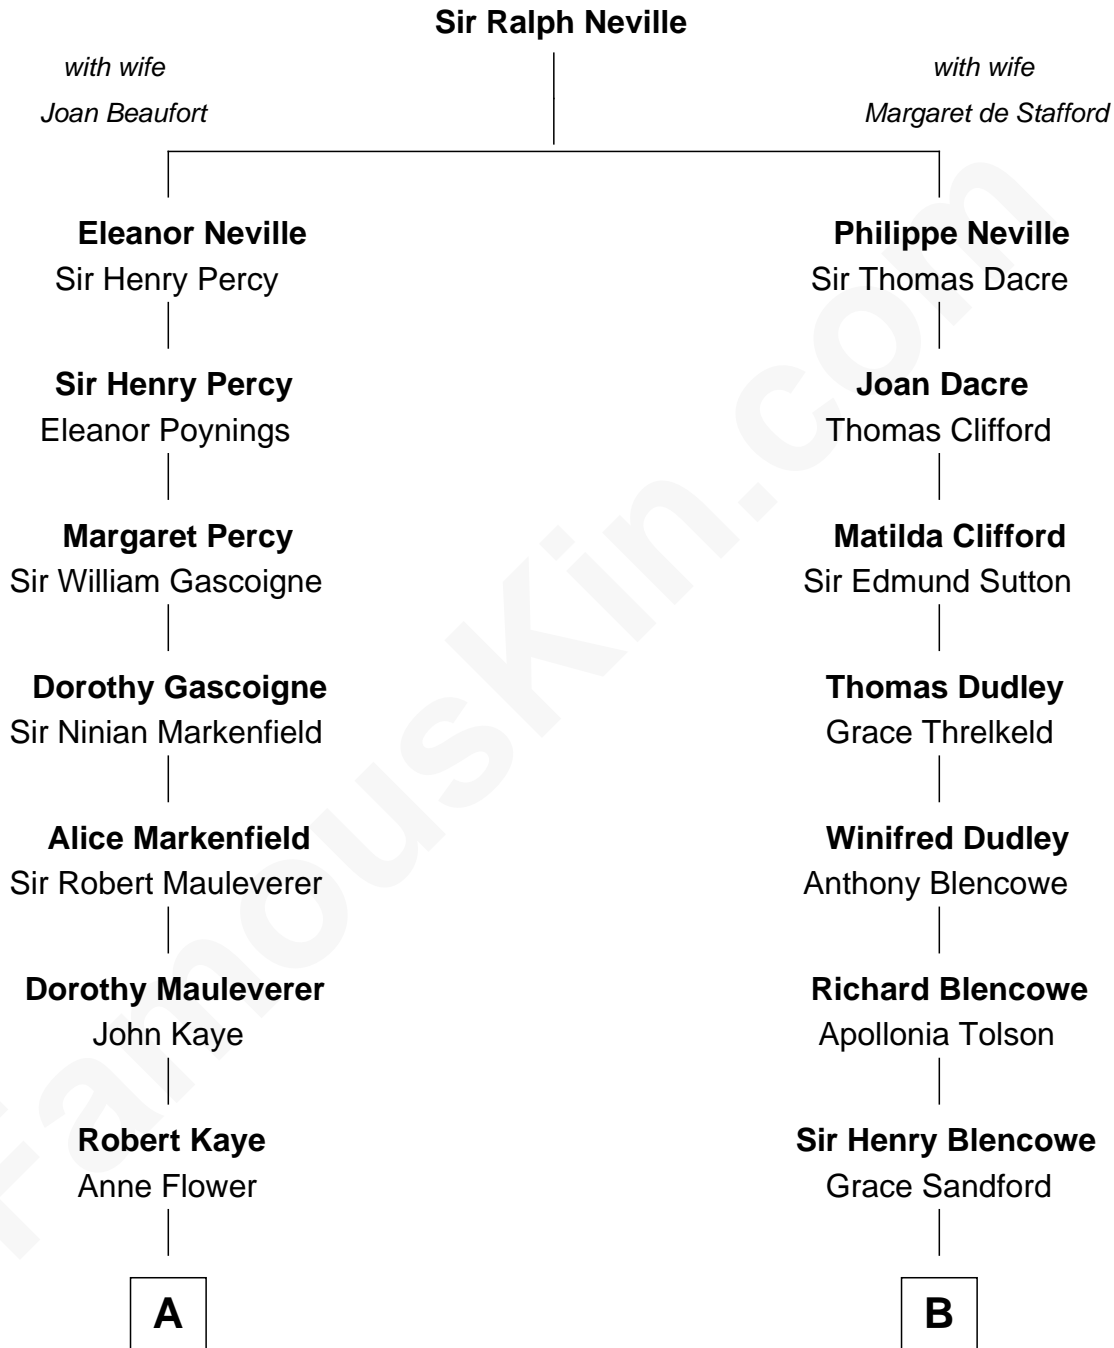 Sir Ralph Neville
with wife
Joan Beaufort
with wife
Margaret de Stafford
Eleanor Neville
Sir Henry Percy
Philippe Neville
Sir Thomas Dacre
Sir Henry Percy
Eleanor Poynings
Joan Dacre
Thomas Clifford
Margaret Percy
Sir William Gascoigne
Matilda Clifford
Sir Edmund Sutton
Dorothy Gascoigne
Sir Ninian Markenfield
Thomas Dudley
Grace Threlkeld
Alice Markenfield
Sir Robert Mauleverer
Winifred Dudley
Anthony Blencowe
Dorothy Mauleverer
John Kaye
Richard Blencowe
Apollonia Tolson
Robert Kaye
Anne Flower
Sir Henry Blencowe
Grace Sandford
A
B
FamousKin.com